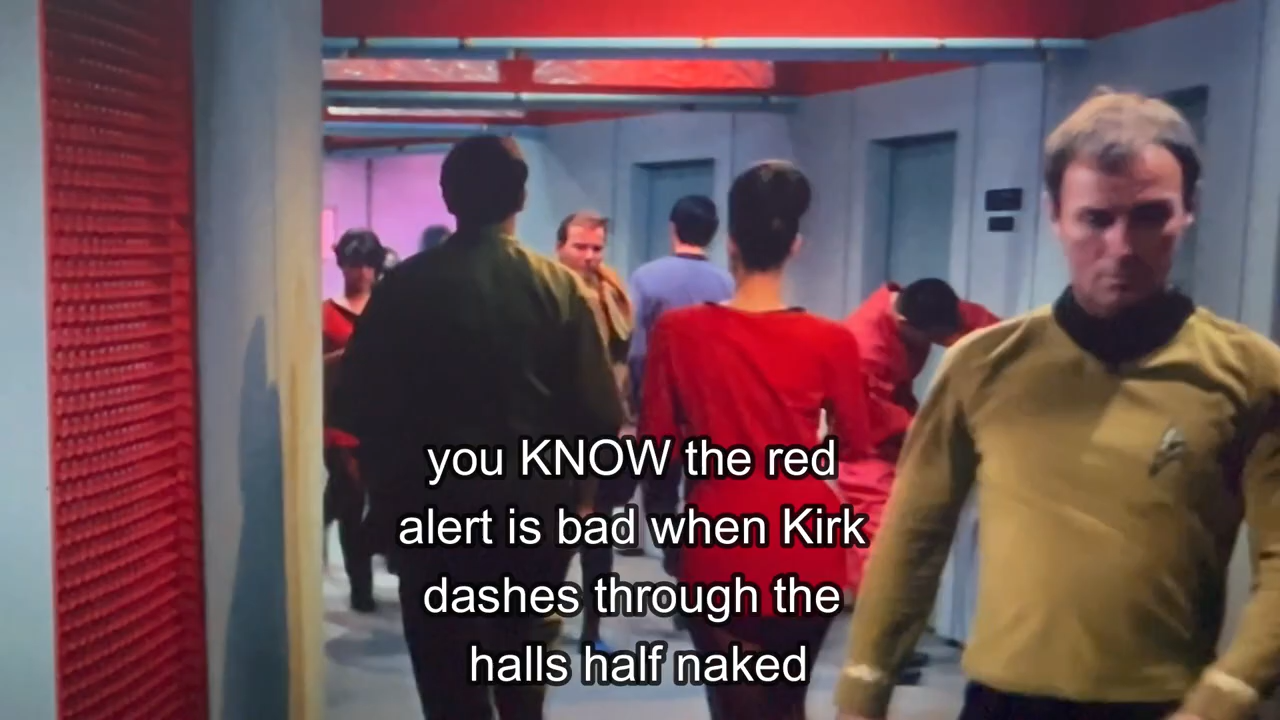 you KNOW the red
alert is bad when Kirk
dashes through the
halls half naked